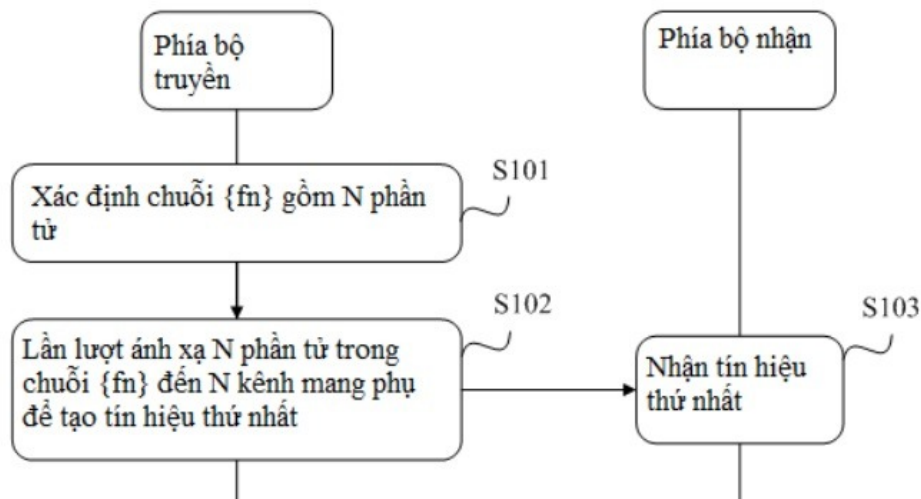 Phía bộ
truyền
Phía bộ nhận
S101
Xác định chuỗi {fn} gồm N phần
tử
S102
Lần lượt ánh xạ N phần tử trong
chuỗi {fn} đến N kênh mang phụ
để tạo tín hiệu thứ nhất
S103
Nhận tín hiệu
thứ nhất